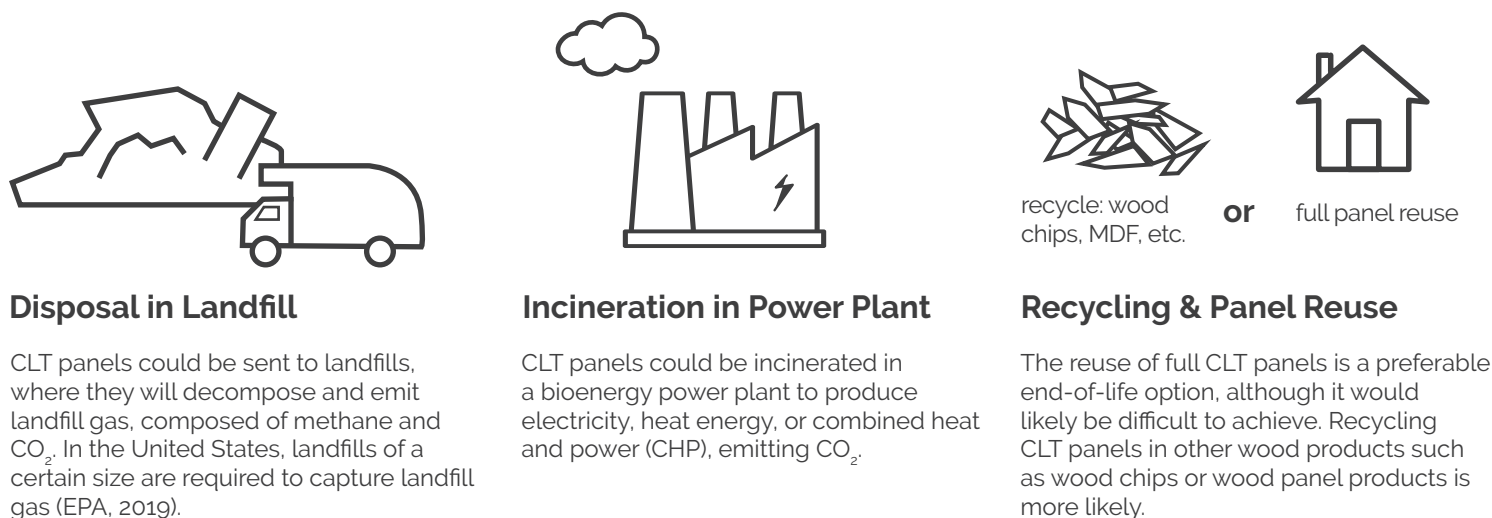 recycle: wood
chips, MDF, etc.
or
full panel reuse
Disposal in Landfill
CLT panels could be sent to landfills,
where they will decompose and emit
landfill gas, composed of methane and
CO₂. In the United States, landfills of a
certain size are required to capture landfill
gas (EPA, 2019).
Incineration in Power Plant
CLT panels could be incinerated in
a bioenergy power plant to produce
electricity, heat energy, or combined heat
and power (CHP), emitting CO₂.
Recycling & Panel Reuse
The reuse of full CLT panels is a preferable
end-of-life option, although it would
likely be difficult to achieve. Recycling
CLT panels in other wood products such
as wood chips or wood panel products is
more likely.